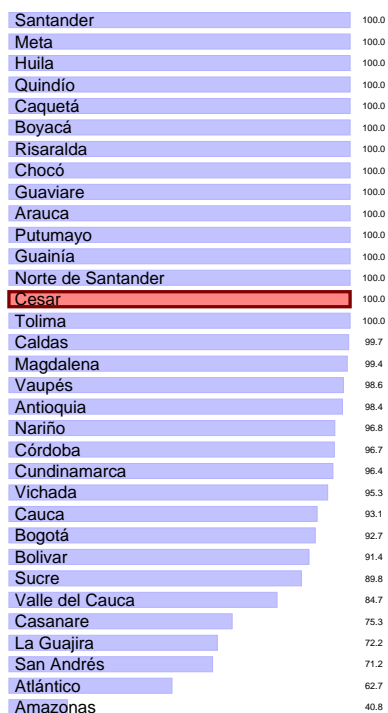 Santander 100.0
Meta 100.0
Huila 100.0
Quindío 100.0
Caquetá 100.0
Boyacá 100.0
Risaralda 100.0
Chocó 100.0
Guaviare 100.0
Arauca 100.0
Putumayo 100.0
Guainía 100.0
Norte de Santander 100.0
Cesar 100.0
Tolima 100.0
Caldas 99.7
Magdalena 99.4
Vaupés 98.6
Antioquia 98.4
Nariño 96.8
Córdoba 96.7
Cundinamarca 96.4
Vichada 95.3
Cauca 93.1
Bogotá 92.7
Bolivar 91.4
Sucre 89.8
Valle del Cauca 84.7
Casanare 75.3
La Guajira 72.2
San Andrés 71.2
Atlántico 62.7
Amazonas 40.8